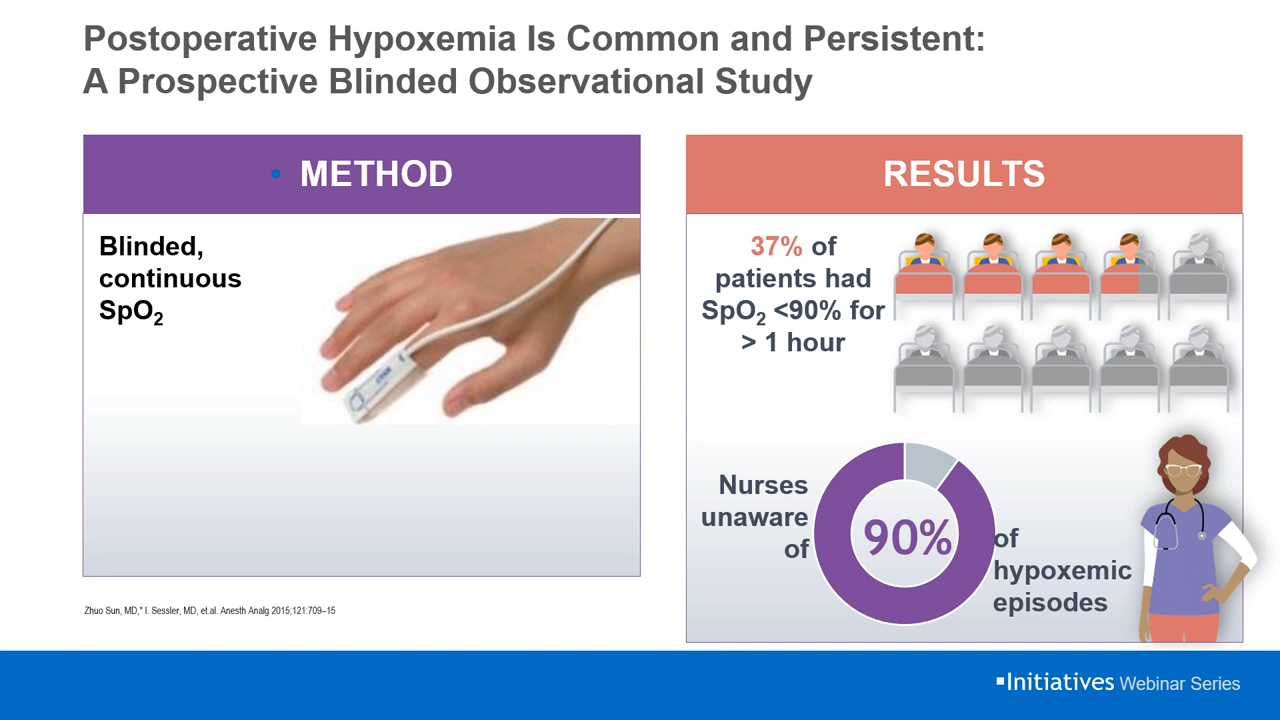 Postoperative Hypoxemia Is Common and Persistent:
A Prospective Blinded Observational Study
• METHOD
Blinded,
continuous
SpO₂
RESULTS
37% of
patients had
SpO₂ <90% for
> 1 hour
Nurses
unaware
of
90%
of
hypoxemic
episodes
Zhuo Sun, MD,* I. Sessler, MD, et.al. Anesth Analg 2015;121:709–15
▪Initiatives Webinar Series